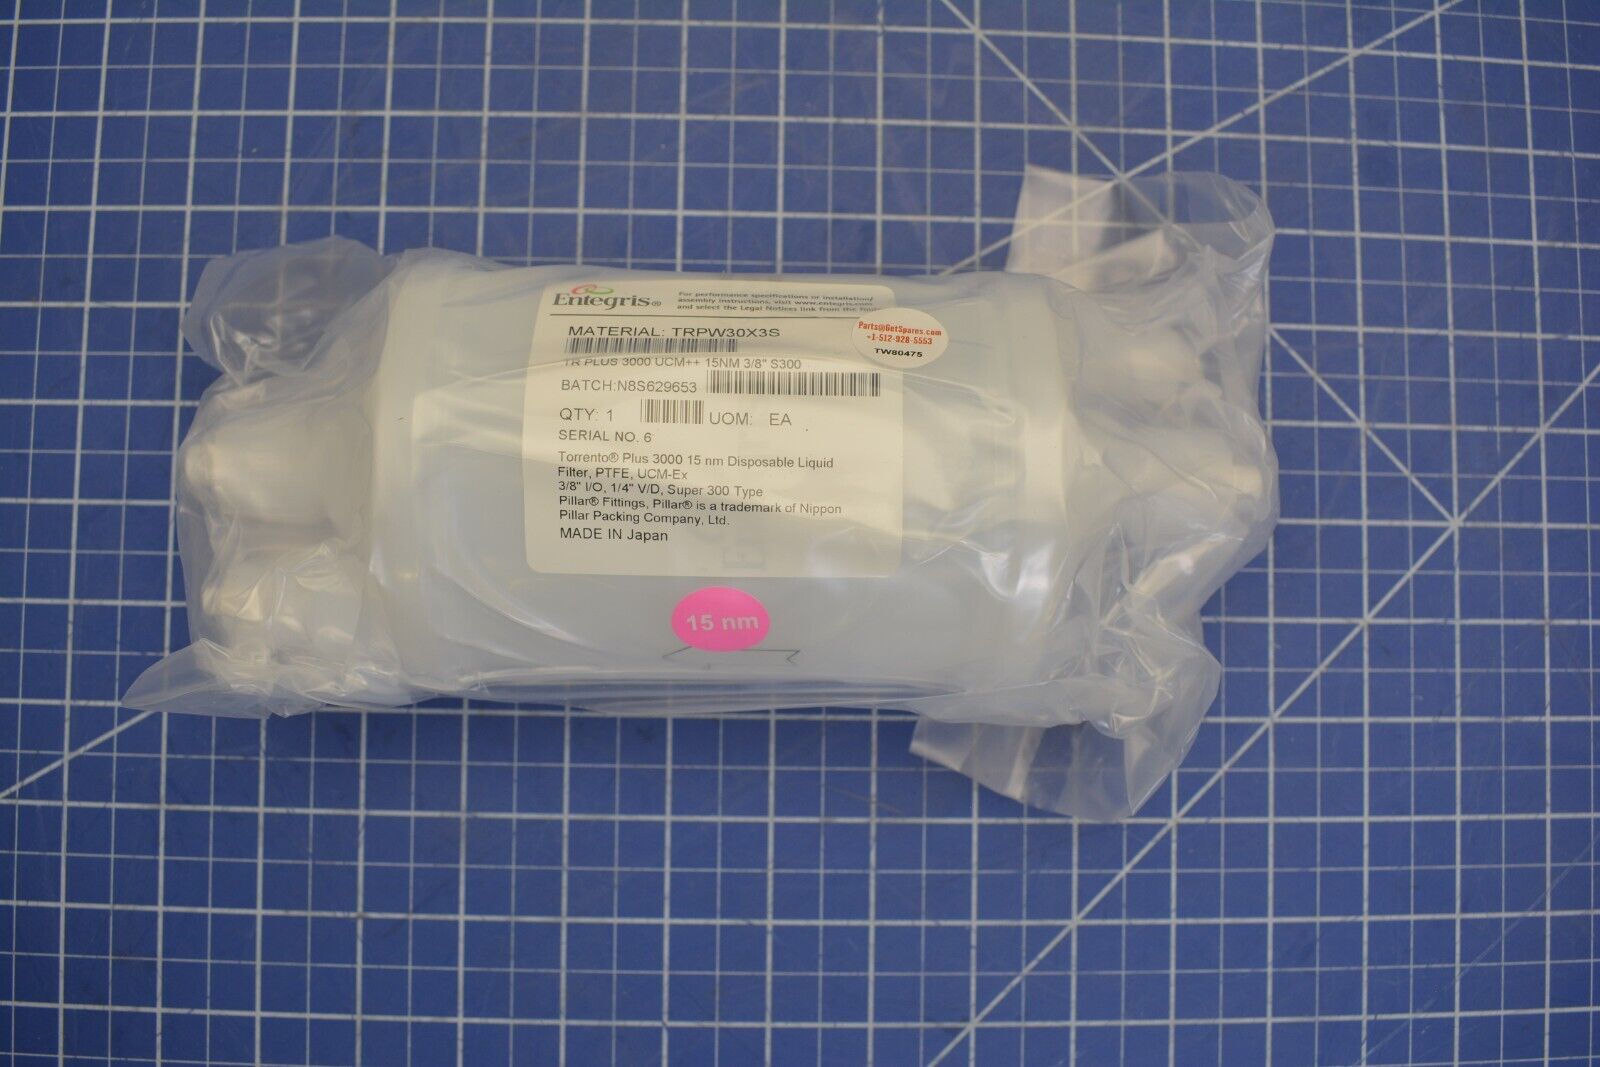 Entegris®
For performance specifications or installation/
assembly instructions, visit www.entegris.com
and select the Legal Notices link from the
MATERIAL: TRPW30X3S
TR PLUS 3000 UCM++ 15NM 3/8" S300
BATCH:N8S629653
QTY: 1 UOM: EA
SERIAL NO. 6
Torrento® Plus 3000 15 nm Disposable Liquid
Filter, PTFE, UCM-Ex
3/8" I/O, 1/4" V/D, Super 300 Type
Pillar® Fittings, Pillar® is a trademark of Nippon
Pillar Packing Company, Ltd.
MADE IN Japan
Parts@GetSpares.com
+1-512-928-5553
TW80475
15 nm